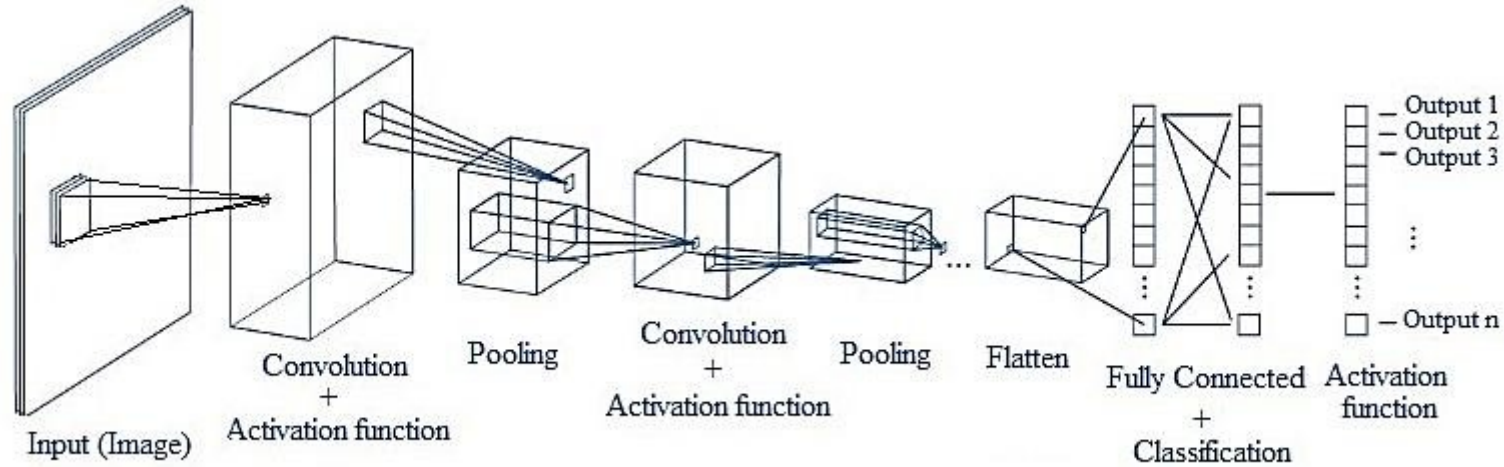 Input (Image)
Convolution
+
Activation function
Pooling
Convolution
+
Activation function
Pooling
...
Flatten
Fully Connected
+
Classification
Activation
function
Output 1
Output 2
Output 3
Output n